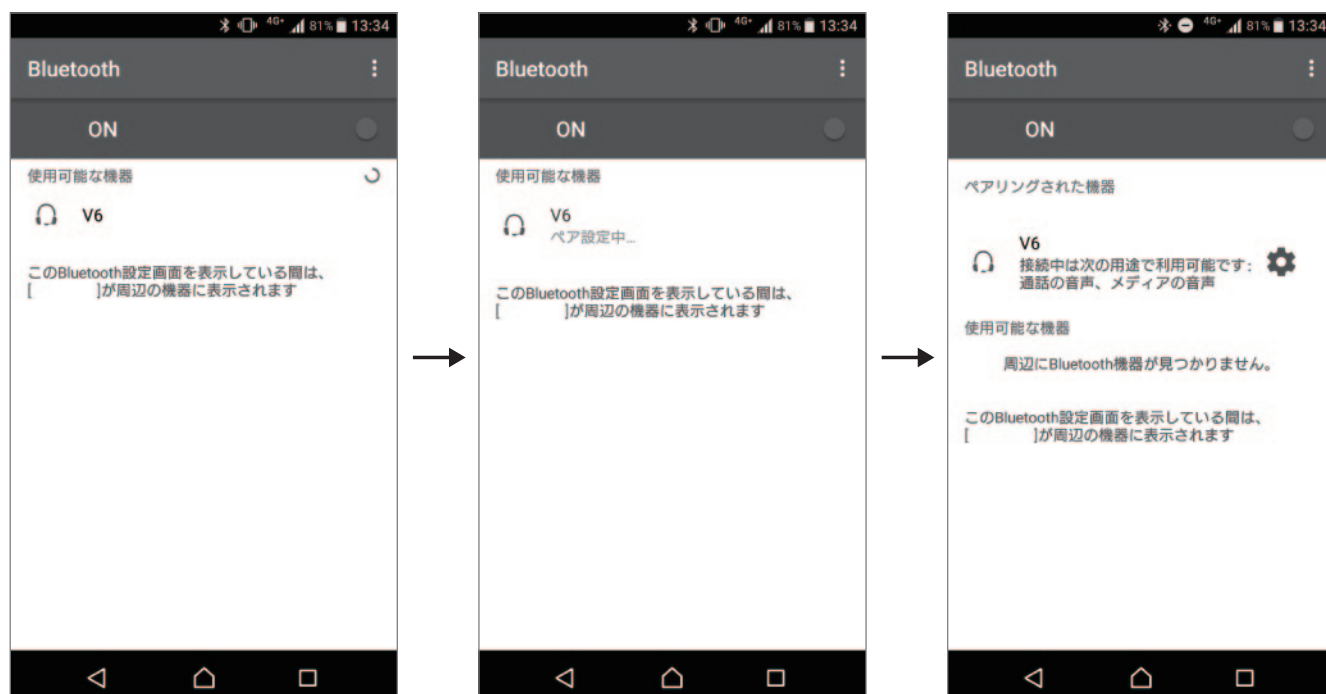 4G+ 81% 13:34
Bluetooth
ON
使用可能な機器
V6
このBluetooth設定画面を表示している間は、
[ ]が周辺の機器に表示されます
4G+ 81% 13:34
Bluetooth
ON
使用可能な機器
V6
ペア設定中...
このBluetooth設定画面を表示している間は、
[ ]が周辺の機器に表示されます
4G+ 81% 13:34
Bluetooth
ON
ペアリングされた機器
V6
接続中は次の用途で利用可能です:
通話の音声、メディアの音声
使用可能な機器
周辺にBluetooth機器が見つかりません。
このBluetooth設定画面を表示している間は、
[ ]が周辺の機器に表示されます